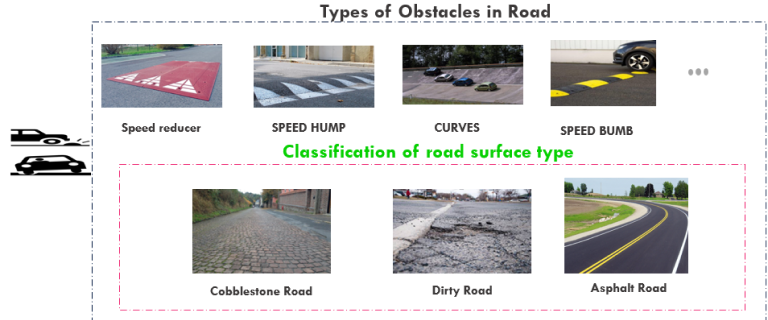 Types of Obstacles in Road
Speed reducer
SPEED HUMP
CURVES
SPEED BUMB
Classification of road surface type
Cobblestone Road
Dirty Road
Asphalt Road